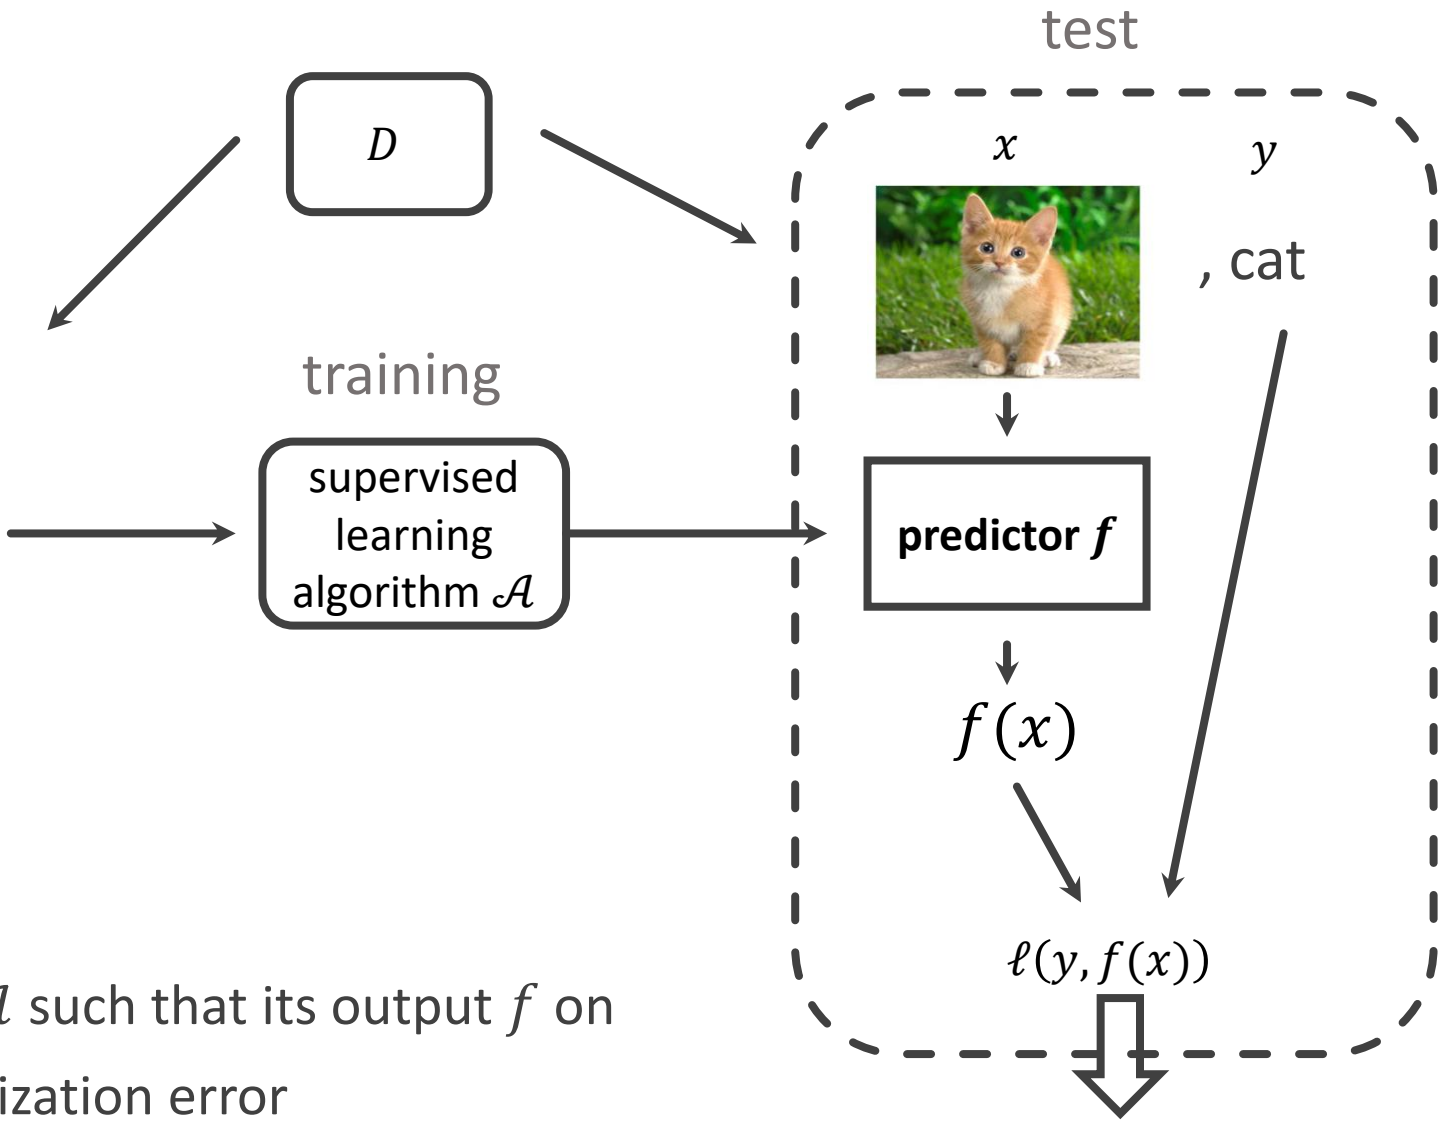 test
D
x
y
, cat
training
supervised
learning
algorithm 𝒜
predictor f
f(x)
ℓ(y, f(x))
such that its output f on
ization error